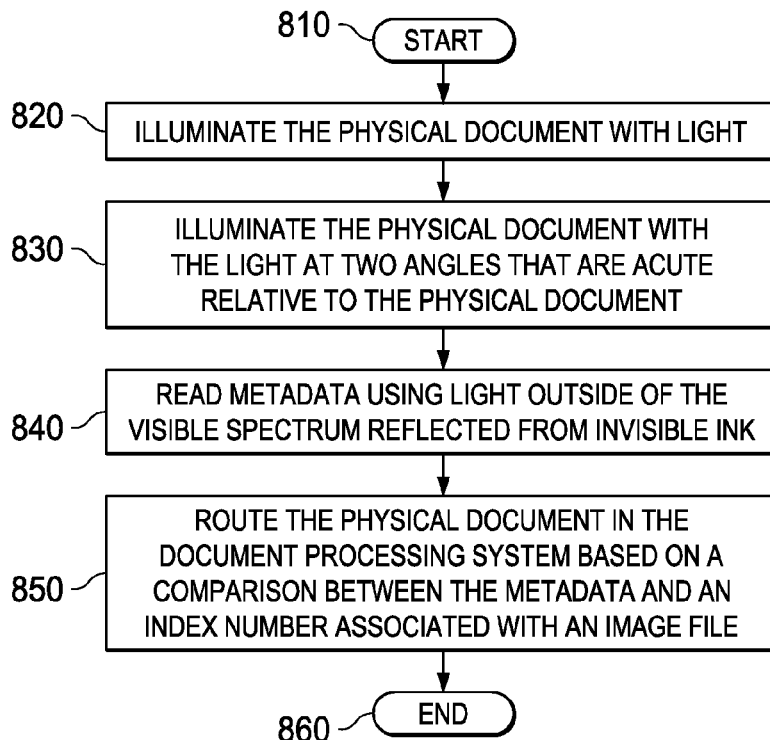 810
START
820
ILLUMINATE THE PHYSICAL DOCUMENT WITH LIGHT
830
ILLUMINATE THE PHYSICAL DOCUMENT WITH
THE LIGHT AT TWO ANGLES THAT ARE ACUTE
RELATIVE TO THE PHYSICAL DOCUMENT
840
READ METADATA USING LIGHT OUTSIDE OF THE
VISIBLE SPECTRUM REFLECTED FROM INVISIBLE INK
850
ROUTE THE PHYSICAL DOCUMENT IN THE
DOCUMENT PROCESSING SYSTEM BASED ON A
COMPARISON BETWEEN THE METADATA AND AN
INDEX NUMBER ASSOCIATED WITH AN IMAGE FILE
860
END